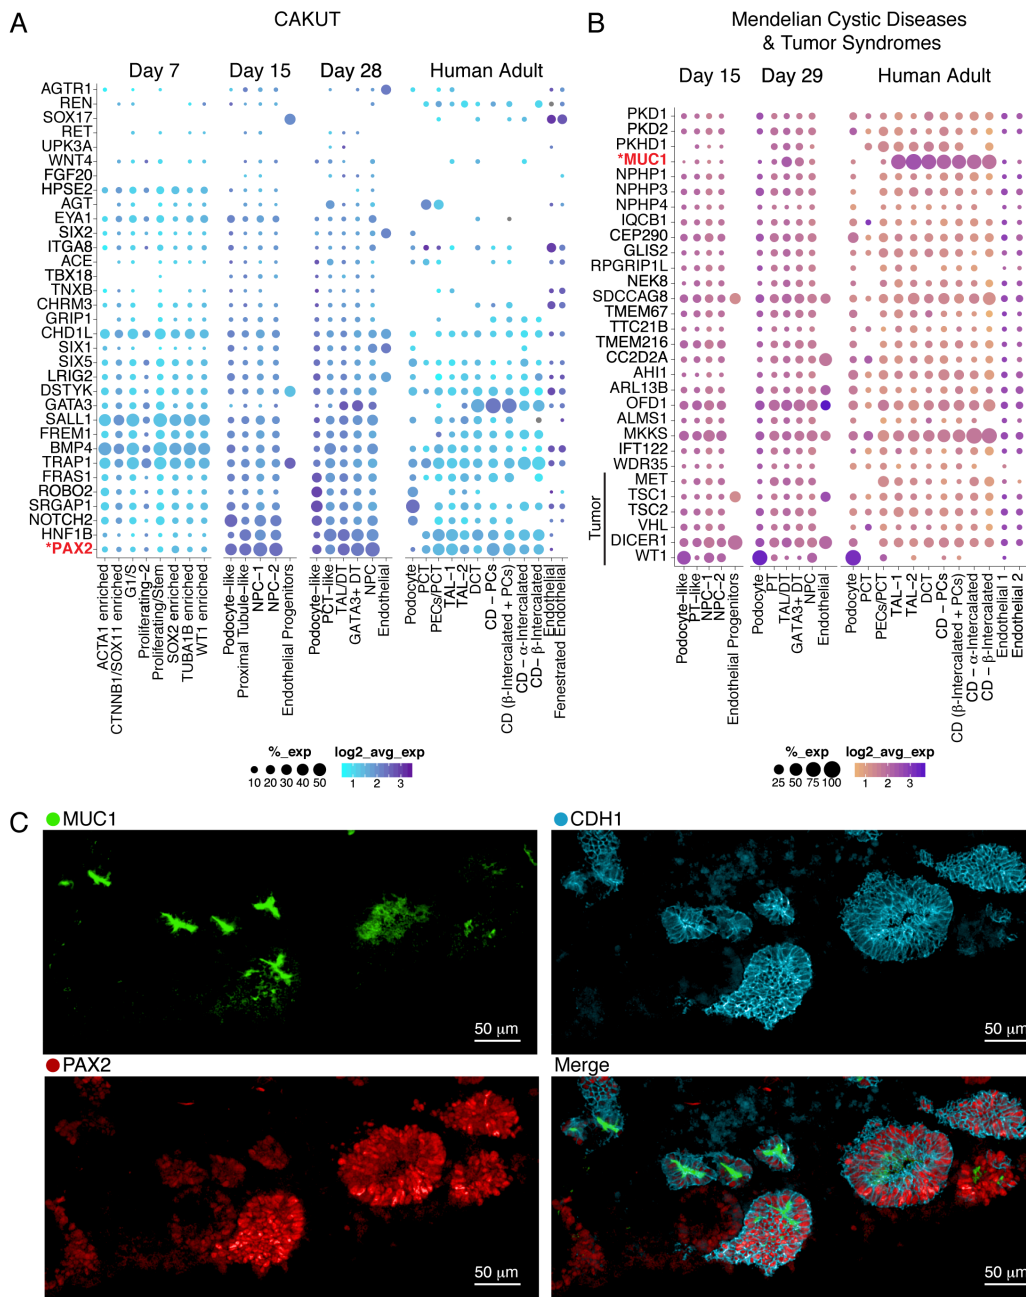 A
CAKUT
Day 7
Day 15
Day 28
Human Adult
AGTR1
REN
SOX17
RET
UPK3A
WNT4
FGF20
HPSE2
AGT
EYA1
SIX2
ITGA8
ACE
TBX18
TNXB
CHRM3
GRIP1
CHD1L
SIX1
SIX5
LRIG2
DSTYK
GATA3
SALL1
FREM1
BMP4
TRAP1
FRAS1
ROBO2
SRGAP1
NOTCH2
HNF1B
*PAX2
ACTA1 enriched
CTNNB1/SOX11 enriched
G1/S
Proliferating-2
Proliferating/Stem
SOX2 enriched
TUBA1B enriched
WT1 enriched
Podocyte-like
Proximal Tubule-like
NPC-1
NPC-2
Endothelial Progenitors
Podocyte-like
PCT-like
TAL/DT
GATA3+ DT
NPC
Endothelial
Podocyte
PCT
PECs/PCT
TAL-1
TAL-2
DCT
CD – PCs
CD (β-Intercalated + PCs)
CD – α-Intercalated
CD– β-Intercalated
Endothelial
Fenestrated Endothelial
%_exp
10 20 30 40 50
log2_avg_exp
1 2 3
B
Mendelian Cystic Diseases
& Tumor Syndromes
Day 15
Day 29
Human Adult
PKD1
PKD2
PKHD1
*MUC1
NPHP1
NPHP3
NPHP4
IQCB1
CEP290
GLIS2
RPGRIP1L
NEK8
SDCCAG8
TMEM67
TTC21B
TMEM216
CC2D2A
AHI1
ARL13B
OFD1
ALMS1
MKKS
IFT122
WDR35
MET
TSC1
TSC2
VHL
DICER1
WT1
Tumor
Podocyte-like
PT-like
NPC-1
NPC-2
Endothelial Progenitors
Podocyte
PT
TAL/DT
GATA3+ DT
NPC
Endothelial
Podocyte
PCT
PECs/PCT
TAL-1
TAL-2
DCT
CD – PCs
CD (β-Intercalated + PCs)
CD – α-Intercalated
CD – β-Intercalated
Endothelial 1
Endothelial 2
%_exp
25 50 75 100
log2_avg_exp
1 2 3
C
MUC1
50 μm
CDH1
50 μm
PAX2
50 μm
Merge
50 μm